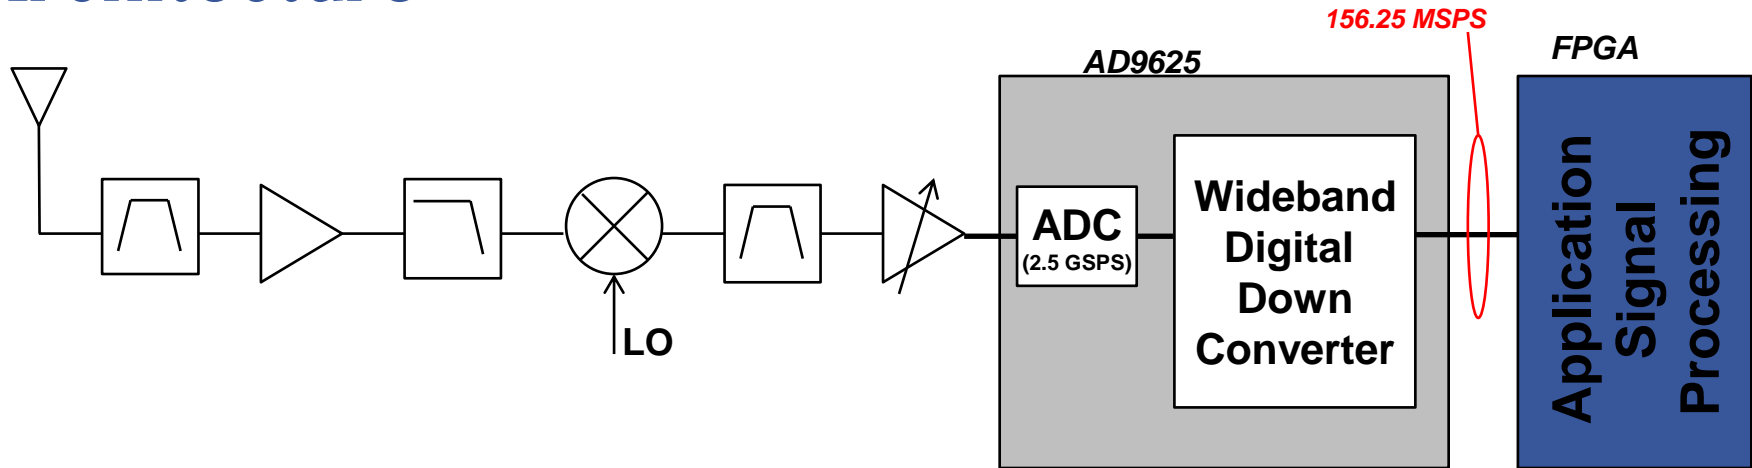 156.25 MSPS
AD9625
FPGA
ADC
(2.5 GSPS)
Wideband
Digital
Down
Converter
LO
Application
Signal
Processing